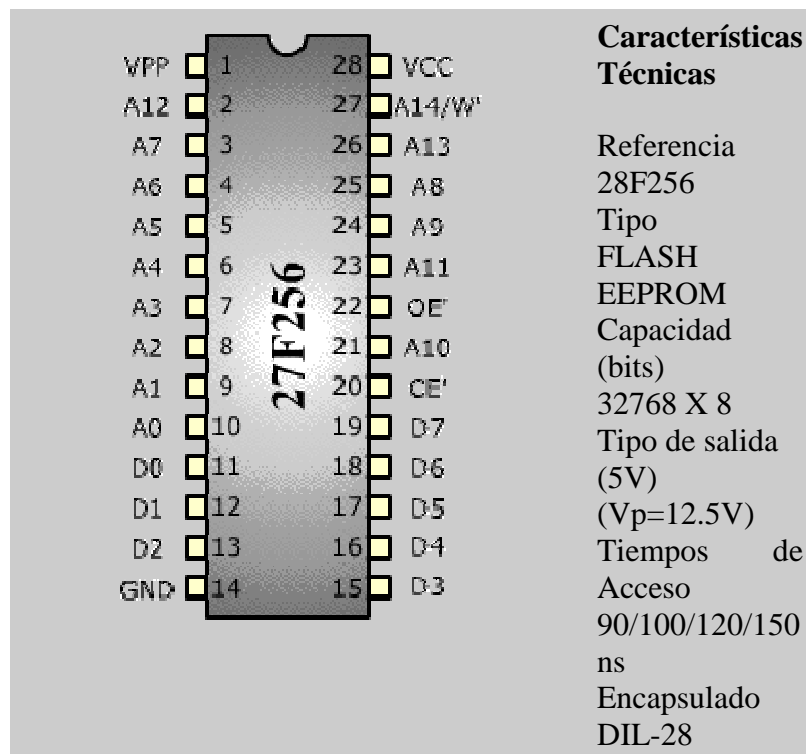 VPP 1 28 VCC
A12 2 27 A14/W'
A7 3 26 A13
A6 4 25 A8
A5 5 24 A9
A4 6 23 A11
A3 7 22 OE'
A2 8 21 A10
A1 9 20 CE'
A0 10 19 D7
D0 11 18 D6
D1 12 17 D5
D2 13 16 D4
GND 14 15 D3
27F256
Características
Técnicas
Referencia
28F256
Tipo
FLASH
EEPROM
Capacidad
(bits)
32768 X 8
Tipo de salida
(5V)
(Vp=12.5V)
Tiempos de
Acceso
90/100/120/150
ns
Encapsulado
DIL-28